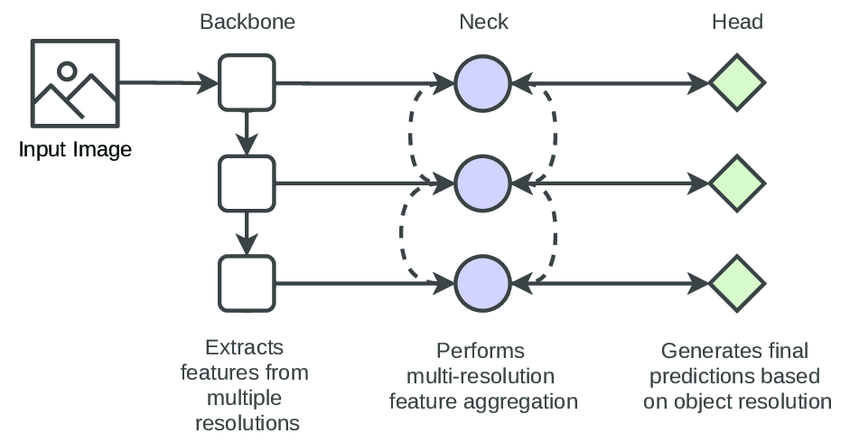 Backbone
Neck
Head
Input Image
Extracts
features from
multiple
resolutions
Performs
multi-resolution
feature aggregation
Generates final
predictions based
on object resolution